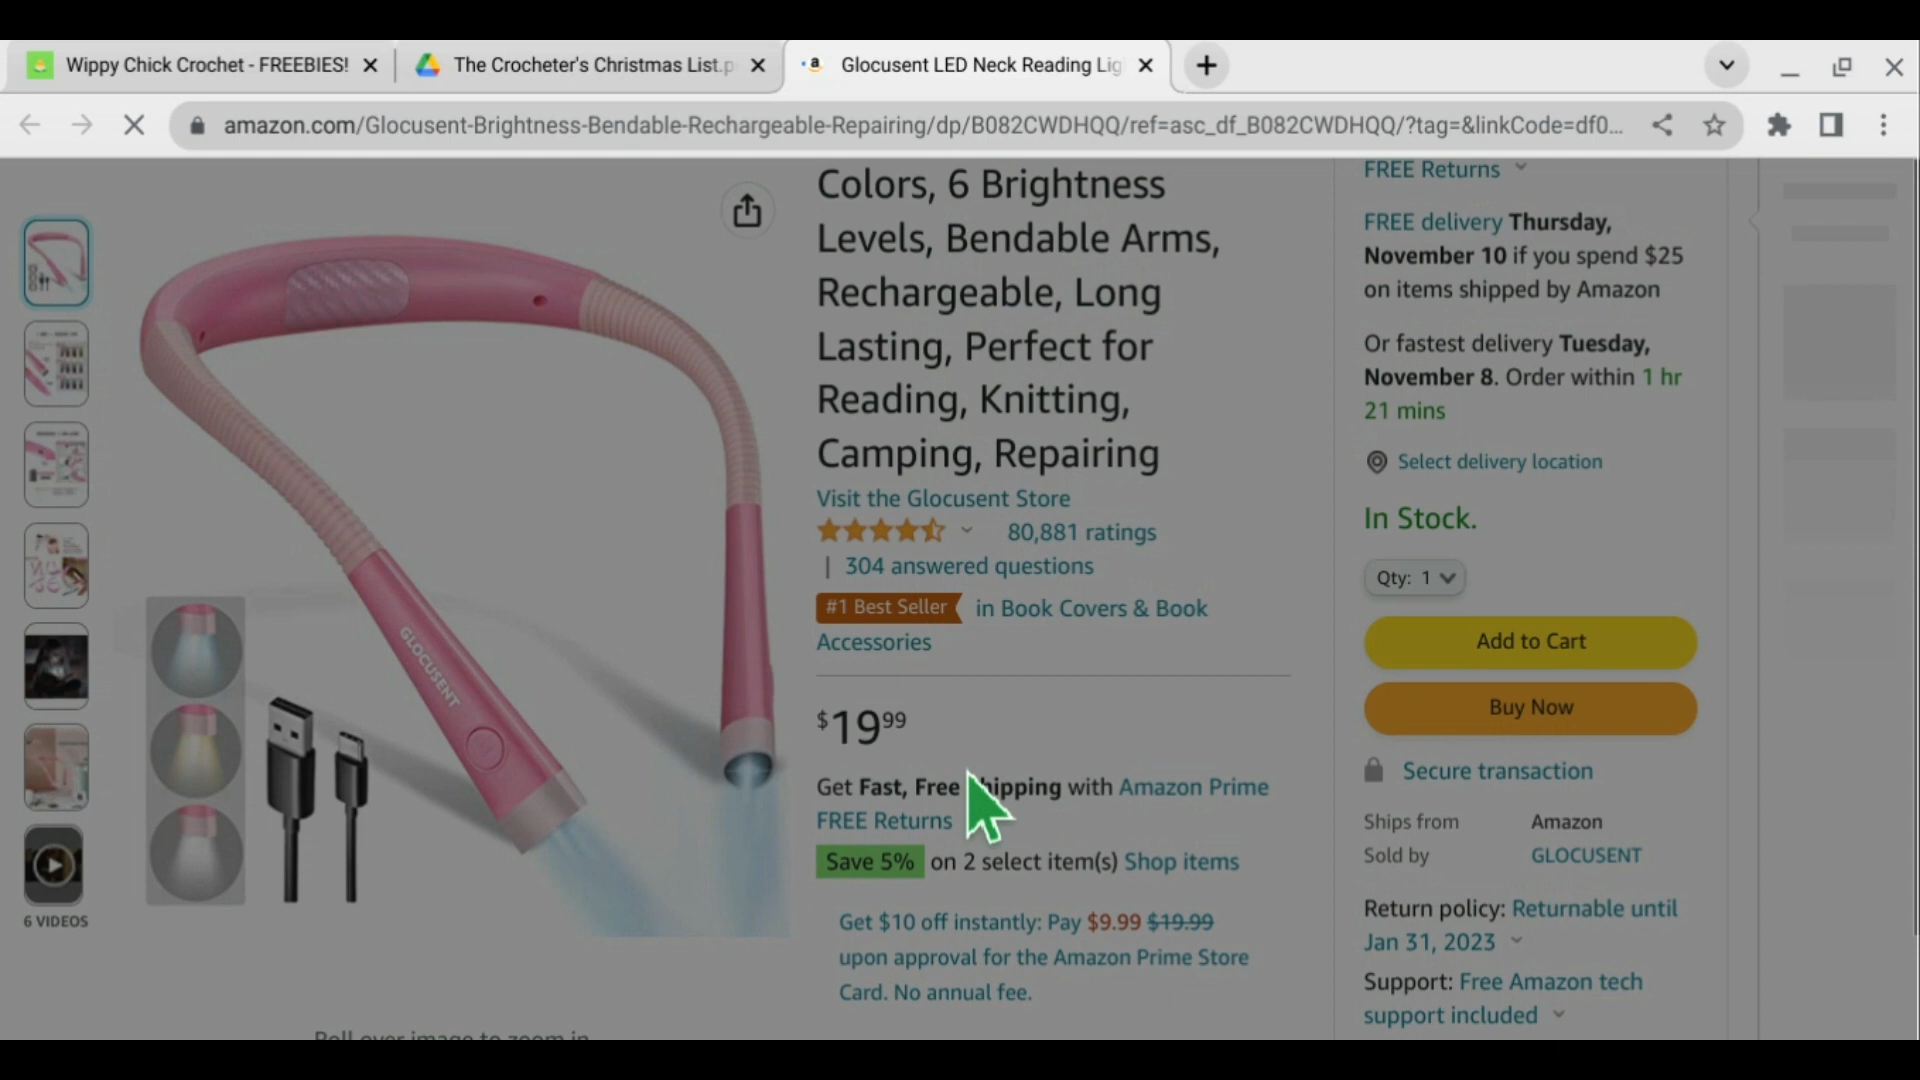 Wippy Chick Crochet - FREEBIES!
The Crocheter's Christmas List.p
Glocusent LED Neck Reading Lig
amazon.com/Glocusent-Brightness-Bendable-Rechargeable-Repairing/dp/B082CWDHQQ/ref=asc_df_B082CWDHQQ/?tag=&linkCode=df0...
Colors, 6 Brightness
Levels, Bendable Arms,
Rechargeable, Long
Lasting, Perfect for
Reading, Knitting,
Camping, Repairing
Visit the Glocusent Store
80,881 ratings
| 304 answered questions
#1 Best Seller in Book Covers & Book
Accessories
$19.99
Get Fast, Free Shipping with Amazon Prime
FREE Returns
Save 5% on 2 select item(s) Shop items
Get $10 off instantly: Pay $9.99 $19.99
upon approval for the Amazon Prime Store
Card. No annual fee.
GLOCUSENT
6 VIDEOS
Roll over image to zoom in
FREE Returns
FREE delivery Thursday,
November 10 if you spend $25
on items shipped by Amazon
Or fastest delivery Tuesday,
November 8. Order within 1 hr
21 mins
Select delivery location
In Stock.
Qty: 1
Add to Cart
Buy Now
Secure transaction
Ships from Amazon
Sold by GLOCUSENT
Return policy: Returnable until
Jan 31, 2023
Support: Free Amazon tech
support included